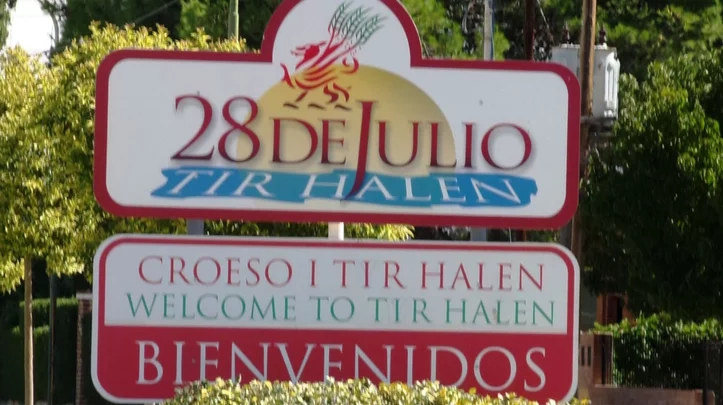 28 DE JULIO
TIR HALEN
CROESO I TIR HALEN
WELCOME TO TIR HALEN
BIENVENIDOS